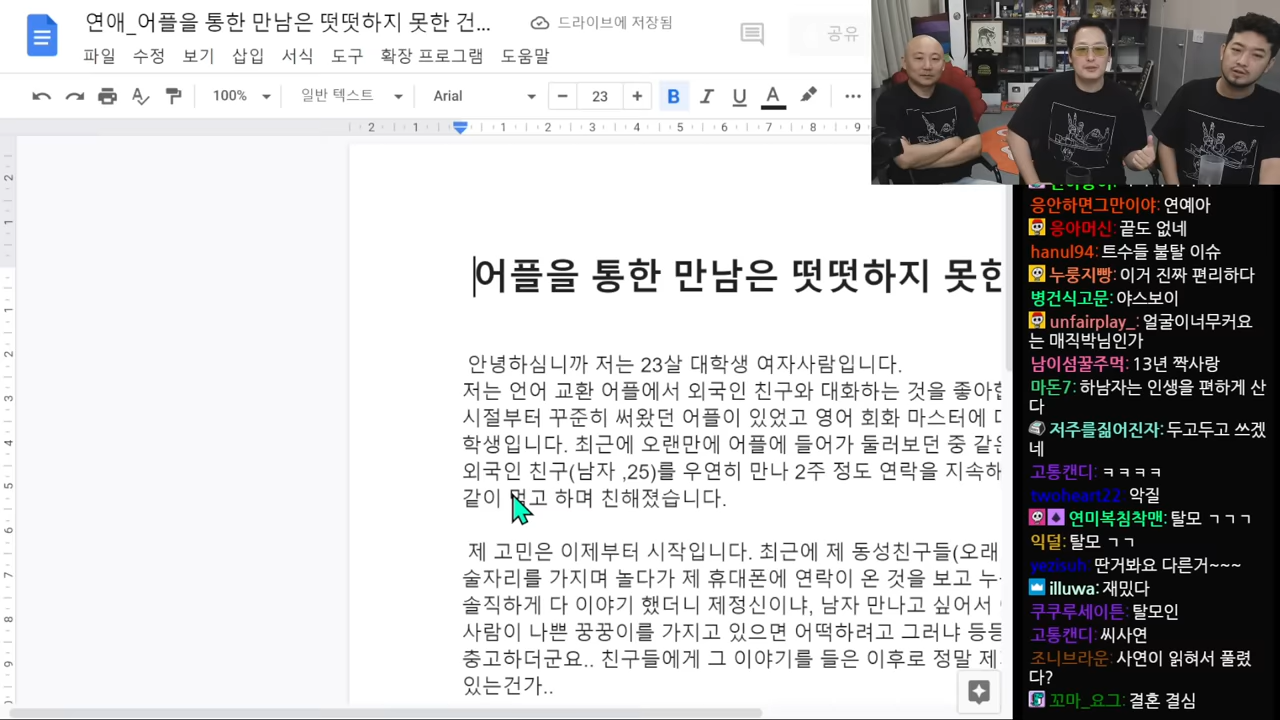 연애_어플을 통한 만남은 떳떳하지 못한 건...
드라이브에 저장됨
공유
파일 수정 보기 삽입 서식 도구 확장 프로그램 도움말
100% 일반 텍스트 Arial 23 B I U A
2 1 1 2 3 4 5 6 7 8 9
2
1
1
2
3
4
5
6
7
8
9
어플을 통한 만남은 떳떳하지 못한
안녕하십니까 저는 23살 대학생 여자사람입니다.
저는 언어 교환 어플에서 외국인 친구와 대화하는 것을 좋아합
시절부터 꾸준히 써왔던 어플이 있었고 영어 회화 마스터에
학생입니다. 최근에 오랜만에 어플에 들어가 둘러보던 중 같은
외국인 친구(남자 ,25)를 우연히 만나 2주 정도 연락을 지속하
같이 먹고 하며 친해졌습니다.
제 고민은 이제부터 시작입니다. 최근에 제 동성친구들(오래
술자리를 가지며 놀다가 제 휴대폰에 연락이 온 것을 보고 누
솔직하게 다 이야기 했더니 제정신이냐, 남자 만나고 싶어서
사람이 나쁜 꿍꿍이를 가지고 있으면 어떡하려고 그러냐 등등
충고하더군요.. 친구들에게 그 이야기를 들은 이후로 정말 제
있는건가..
응안하면그만이야: 연예아
응아머신: 끝도 없네
hanul94: 트수들 불탈 이슈
누룽지빵: 이거 진짜 편리하다
병건식고문: 야스보이
unfairplay_: 얼굴이너무커요
는 매직박님인가
남이섬꿀주먹: 13년 짝사랑
마돈7: 하남자는 인생을 편하게 산
다
저주를짊어진자: 두고두고 쓰겠
네
고통캔디: ㅋㅋㅋㅋ
twoheart22: 악질
연미복침착맨: 탈모 ㄱㄱㄱ
익덜: 탈모 ㄱㄱ
yezisuh: 딴거봐요 다른거~~~
illuwa: 재밌다
쿠쿠루세이튼: 탈모인
고통캔디: 씨사연
조니브라운: 사연이 읽혀서 풀렸
다?
꼬마_요그: 결혼 결심